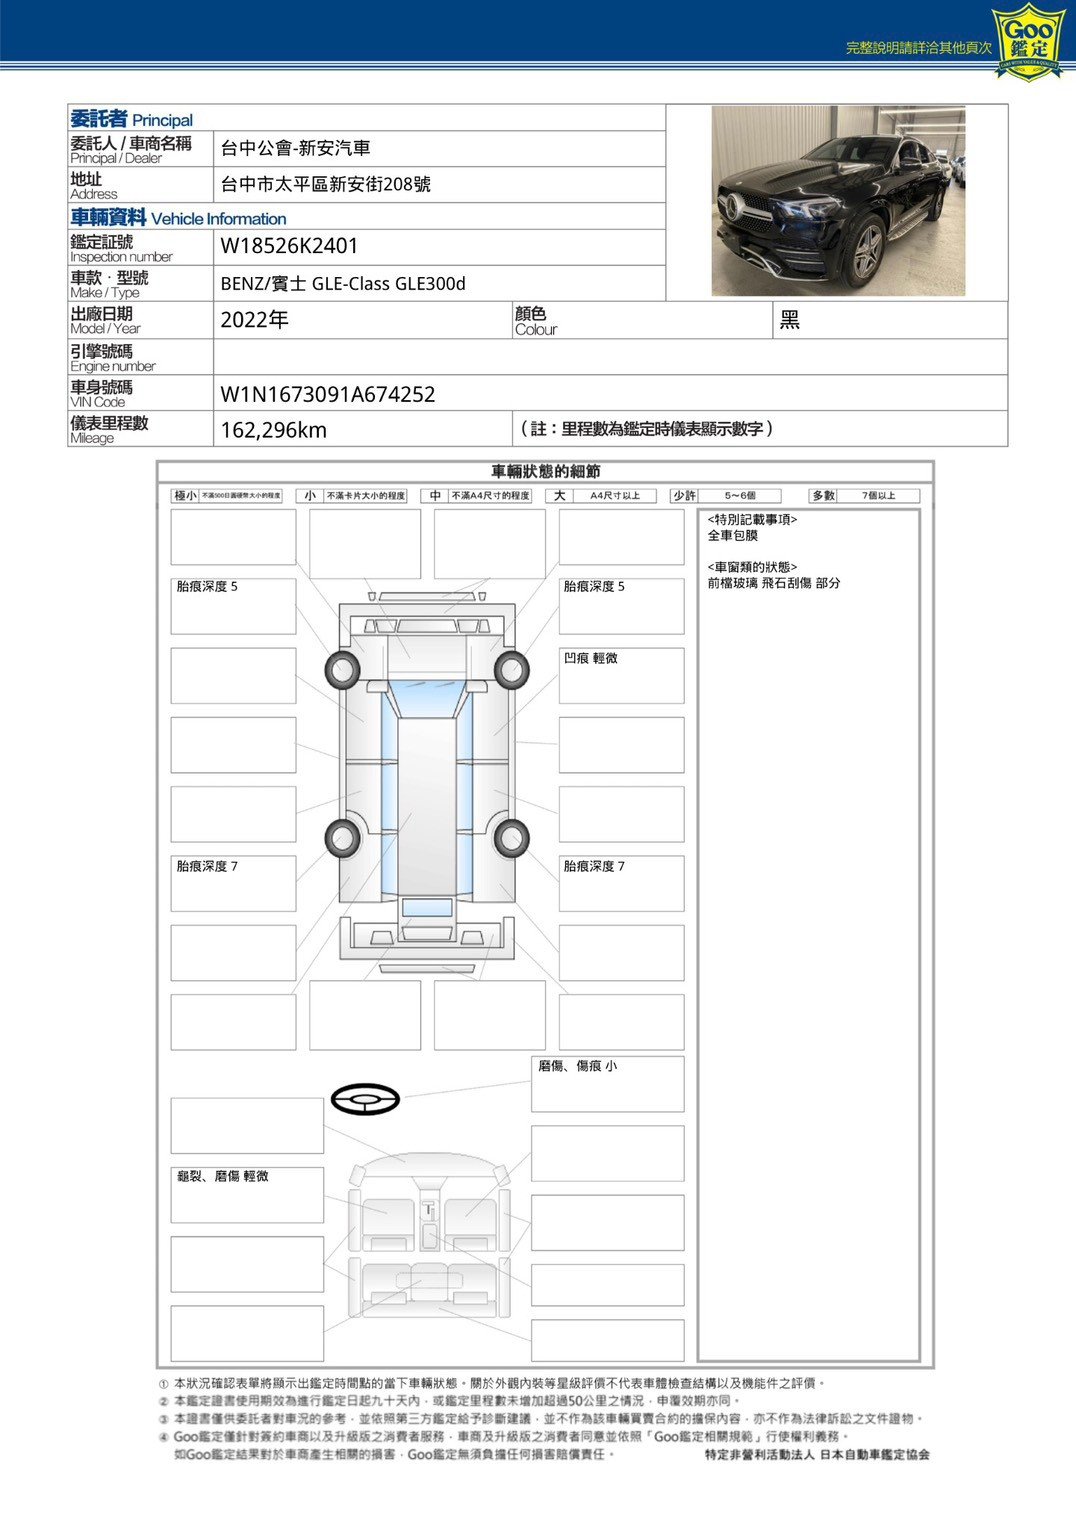 完整說明請詳洽其他頁次
Goo
鑑定
委託者 Principal
委託人 / 車商名稱
Principal / Dealer
台中公會-新安汽車
地址
Address
台中市太平區新安街208號
車輛資料 Vehicle Information
鑑定証號
Inspection number
W18526K2401
車款‧型號
Make / Type
BENZ/賓士 GLE-Class GLE300d
出廠日期
Model / Year
2022年
顏色
Colour
黑
引擎號碼
Engine number
車身號碼
VIN Code
W1N1673091A674252
儀表里程數
Mileage
162,296km
（註：里程數為鑑定時儀表顯示數字）
車輛狀態的細節
極小 不滿500日圓硬幣大小的程度
小 不滿卡片大小的程度
中 不滿A4尺寸的程度
大 A4尺寸以上
少許 5～6個
多數 7個以上
<特別記載事項>
全車包膜
<車窗類的狀態>
前檔玻璃 飛石刮傷 部分
胎痕深度 5
胎痕深度 5
凹痕 輕微
胎痕深度 7
胎痕深度 7
磨傷、傷痕 小
龜裂、磨傷 輕微
① 本狀況確認表單將顯示出鑑定時間點的當下車輛狀態。關於外觀內裝等星級評價不代表車體檢查結構以及機能件之評價。
② 本鑑定證書使用期效為進行鑑定日起九十天內，或鑑定里程數未增加超過50公里之情況，申覆效期亦同。
③ 本證書僅供委託者對車況的參考，並依照第三方鑑定給予診斷建議，並不作為該車輛買賣合約的擔保內容，亦不作為法律訴訟之文件證物。
④ Goo鑑定僅針對簽約車商以及升級版之消費者服務，車商及升級版之消費者同意並依照「Goo鑑定相關規範」行使權利義務。
如Goo鑑定結果對於車商產生相關的損害，Goo鑑定無須負擔任何損害賠償責任。
特定非營利活動法人 日本自動車鑑定協会